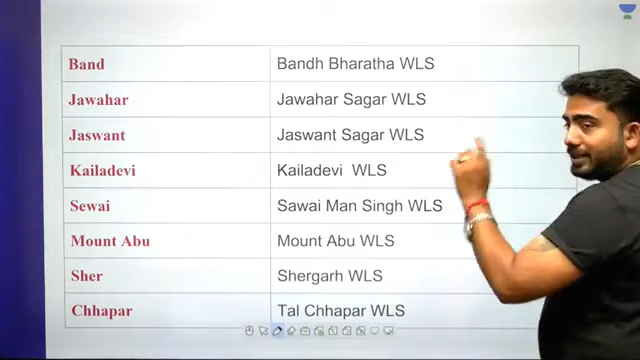 Band Bandh Bharatha WLS
Jawahar Jawahar Sagar WLS
Jaswant Jaswant Sagar WLS
Kailadevi Kailadevi WLS
Sewai Sawai Man Singh WLS
Mount Abu Mount Abu WLS
Sher Shergarh WLS
Chhapar Tal Chhapar WLS